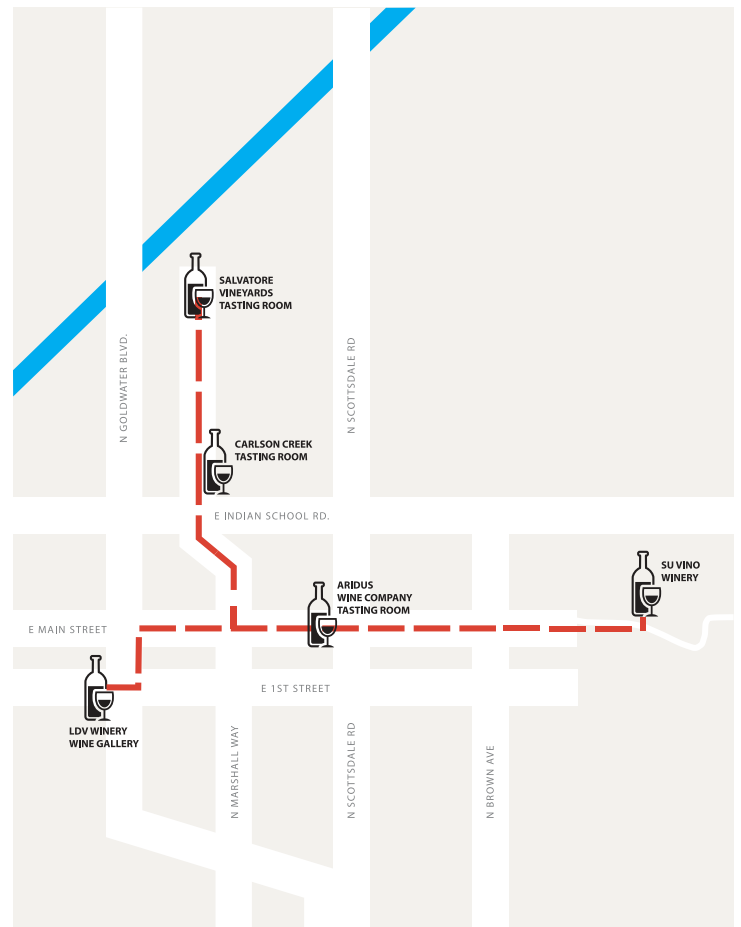 SALVATORE
VINEYARDS
TASTING ROOM
N GOLDWATER BLVD.
N SCOTTSDALE RD
CARLSON CREEK
TASTING ROOM
E INDIAN SCHOOL RD.
SU VINO
WINERY
ARIDUS
WINE COMPANY
TASTING ROOM
E MAIN STREET
E 1ST STREET
LDV WINERY
WINE GALLERY
N MARSHALL WAY
N SCOTTSDALE RD
N BROWN AVE